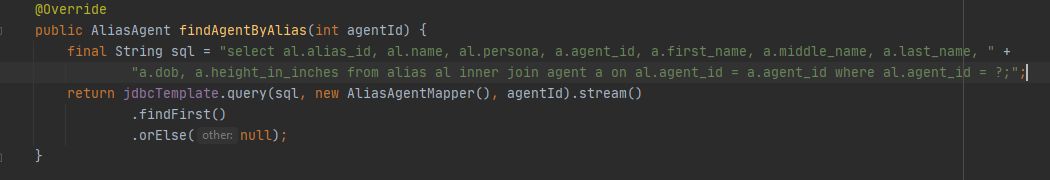 @Override
public AliasAgent findAgentByAlias(int agentId) {
final String sql = "select al.alias_id, al.name, al.persona, a.agent_id, a.first_name, a.middle_name, a.last_name, " +
"a.dob, a.height_in_inches from alias al inner join agent a on al.agent_id = a.agent_id where al.agent_id = ?;";
return jdbcTemplate.query(sql, new AliasAgentMapper(), agentId).stream()
.findFirst()
.orElse( other: null);
}